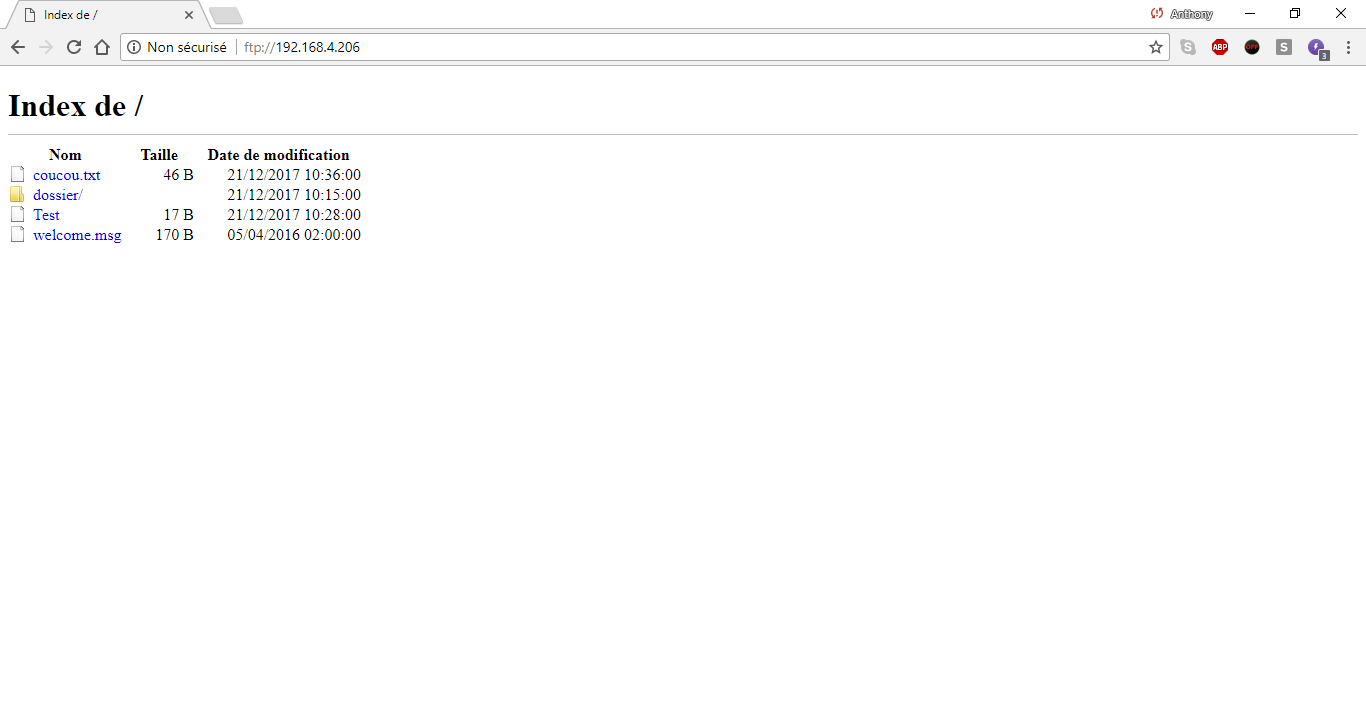 Index de /
Anthony
Non sécurisé ftp://192.168.4.206
S ABP OFF S 3
Index de /
Nom Taille Date de modification
coucou.txt 46 B 21/12/2017 10:36:00
dossier/ 21/12/2017 10:15:00
Test 17 B 21/12/2017 10:28:00
welcome.msg 170 B 05/04/2016 02:00:00